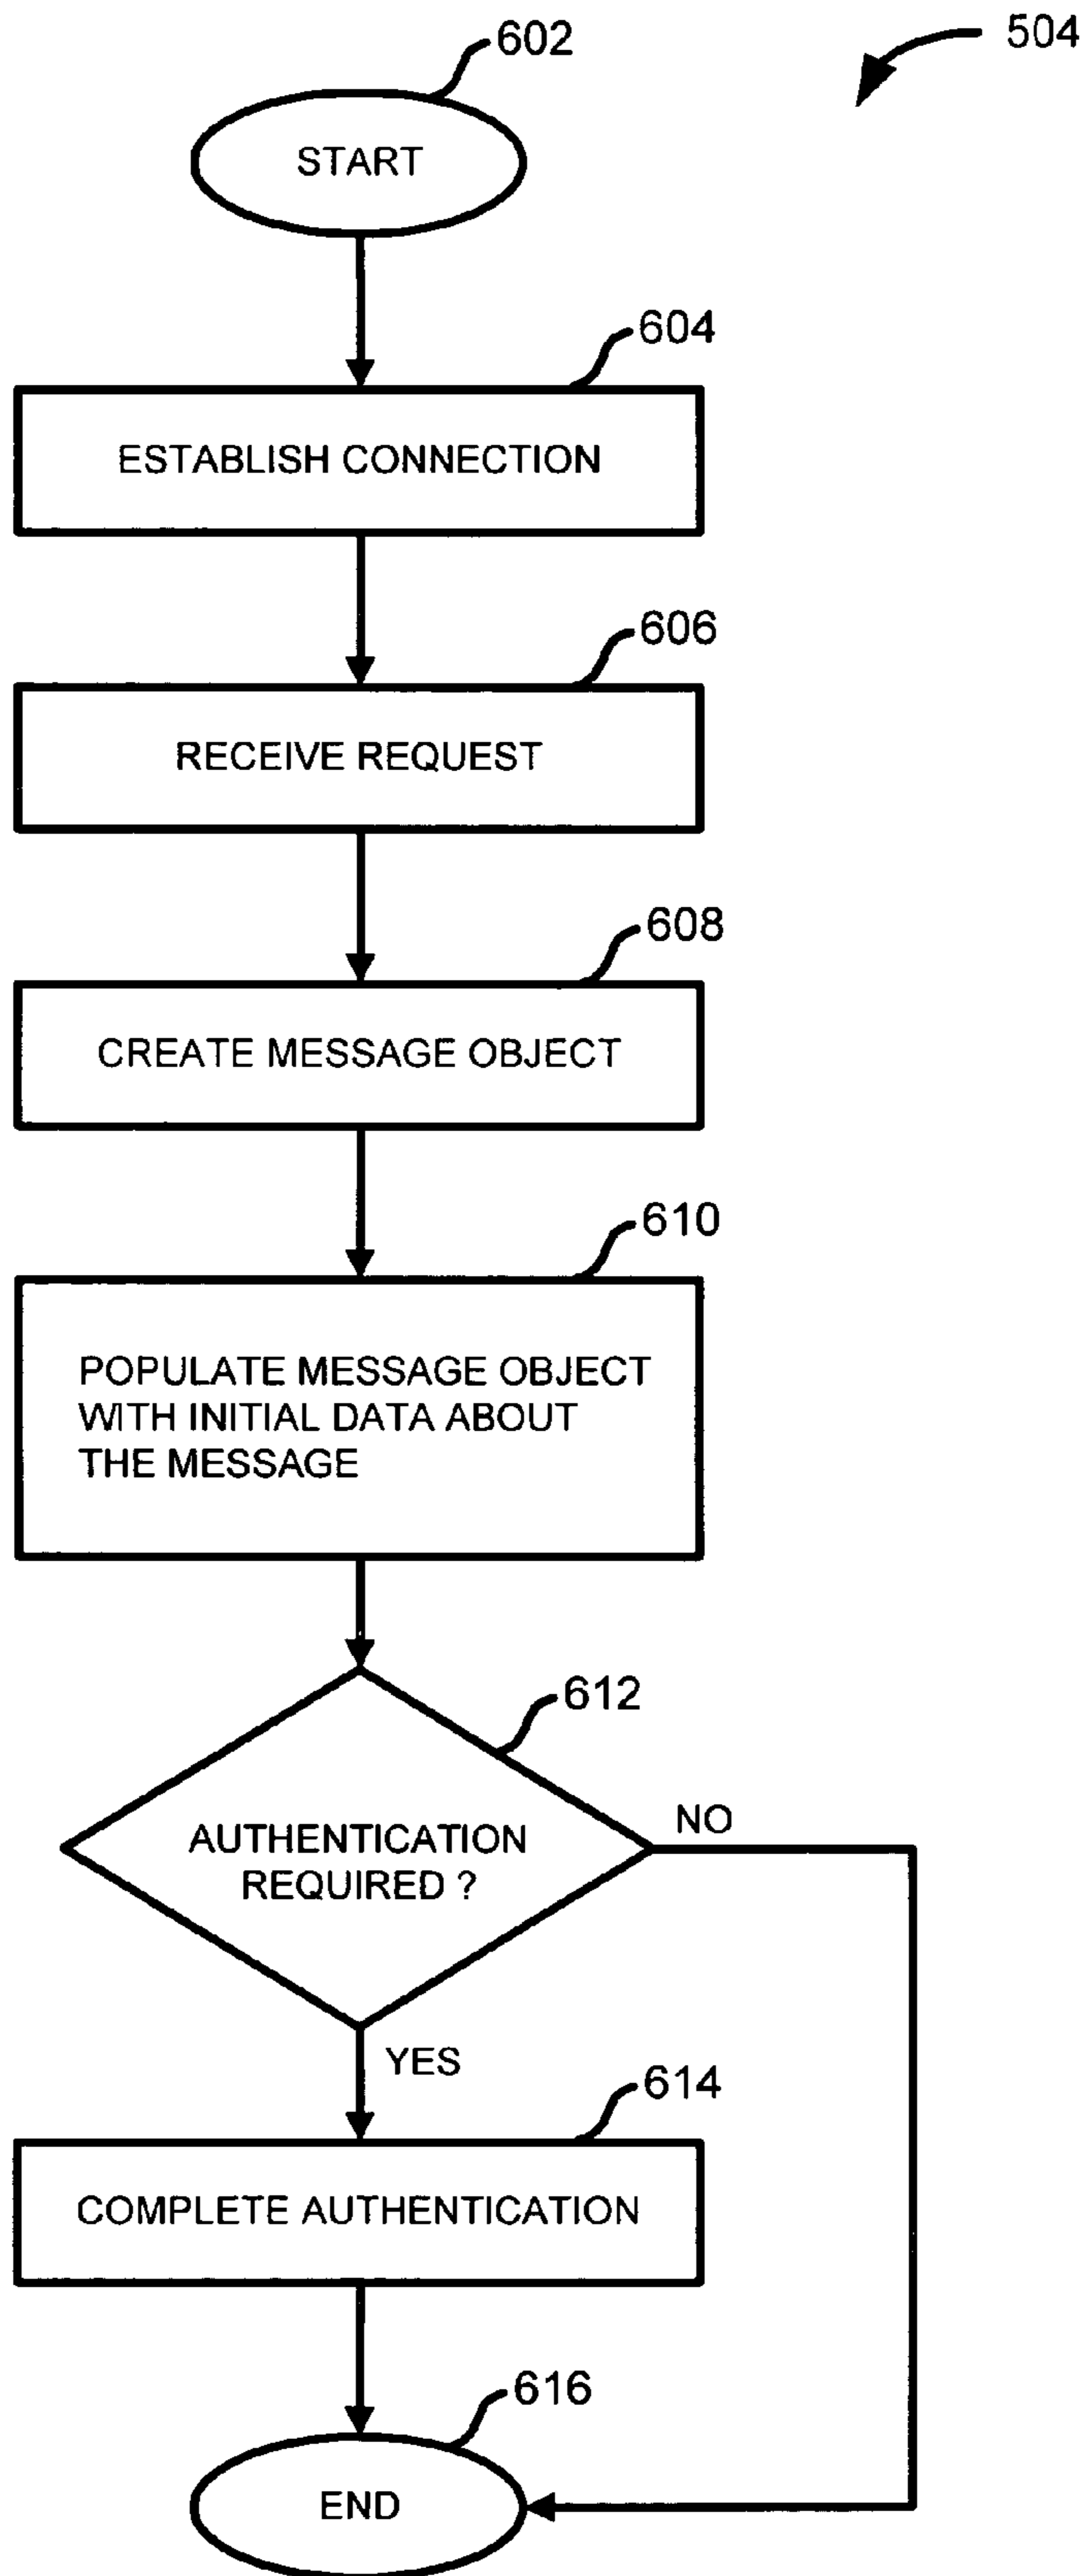 504
602
START
604
ESTABLISH CONNECTION
606
RECEIVE REQUEST
608
CREATE MESSAGE OBJECT
610
POPULATE MESSAGE OBJECT
WITH INITIAL DATA ABOUT
THE MESSAGE
612
AUTHENTICATION
REQUIRED ?
NO
YES
614
COMPLETE AUTHENTICATION
616
END